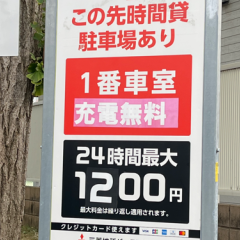 この先時間貸
駐車場あり
1番車室
充電無料
24時間最大
1200円
最大料金は繰り返し適用されます。
クレジットカード使えます VISA